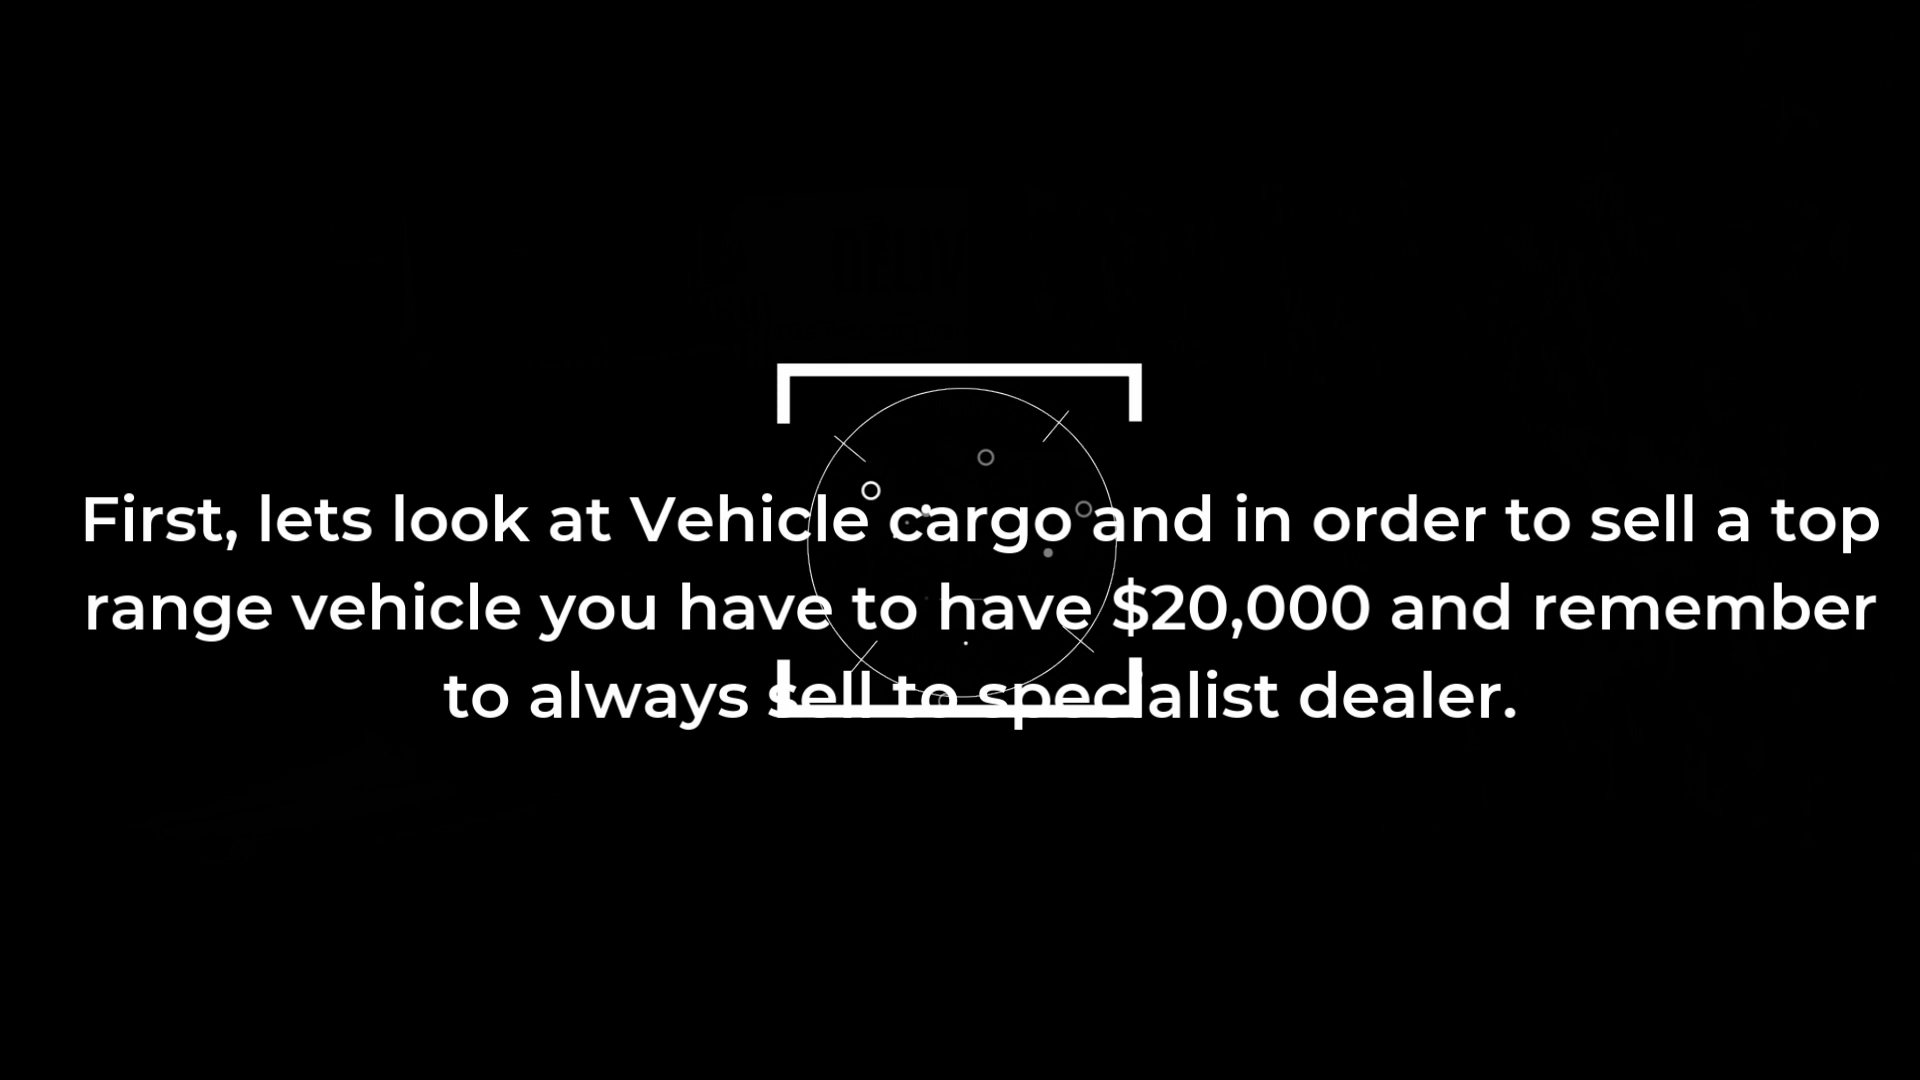 First, lets look at Vehicle cargo and in order to sell a top
range vehicle you have to have $20,000 and remember
to always sell to specialist dealer.